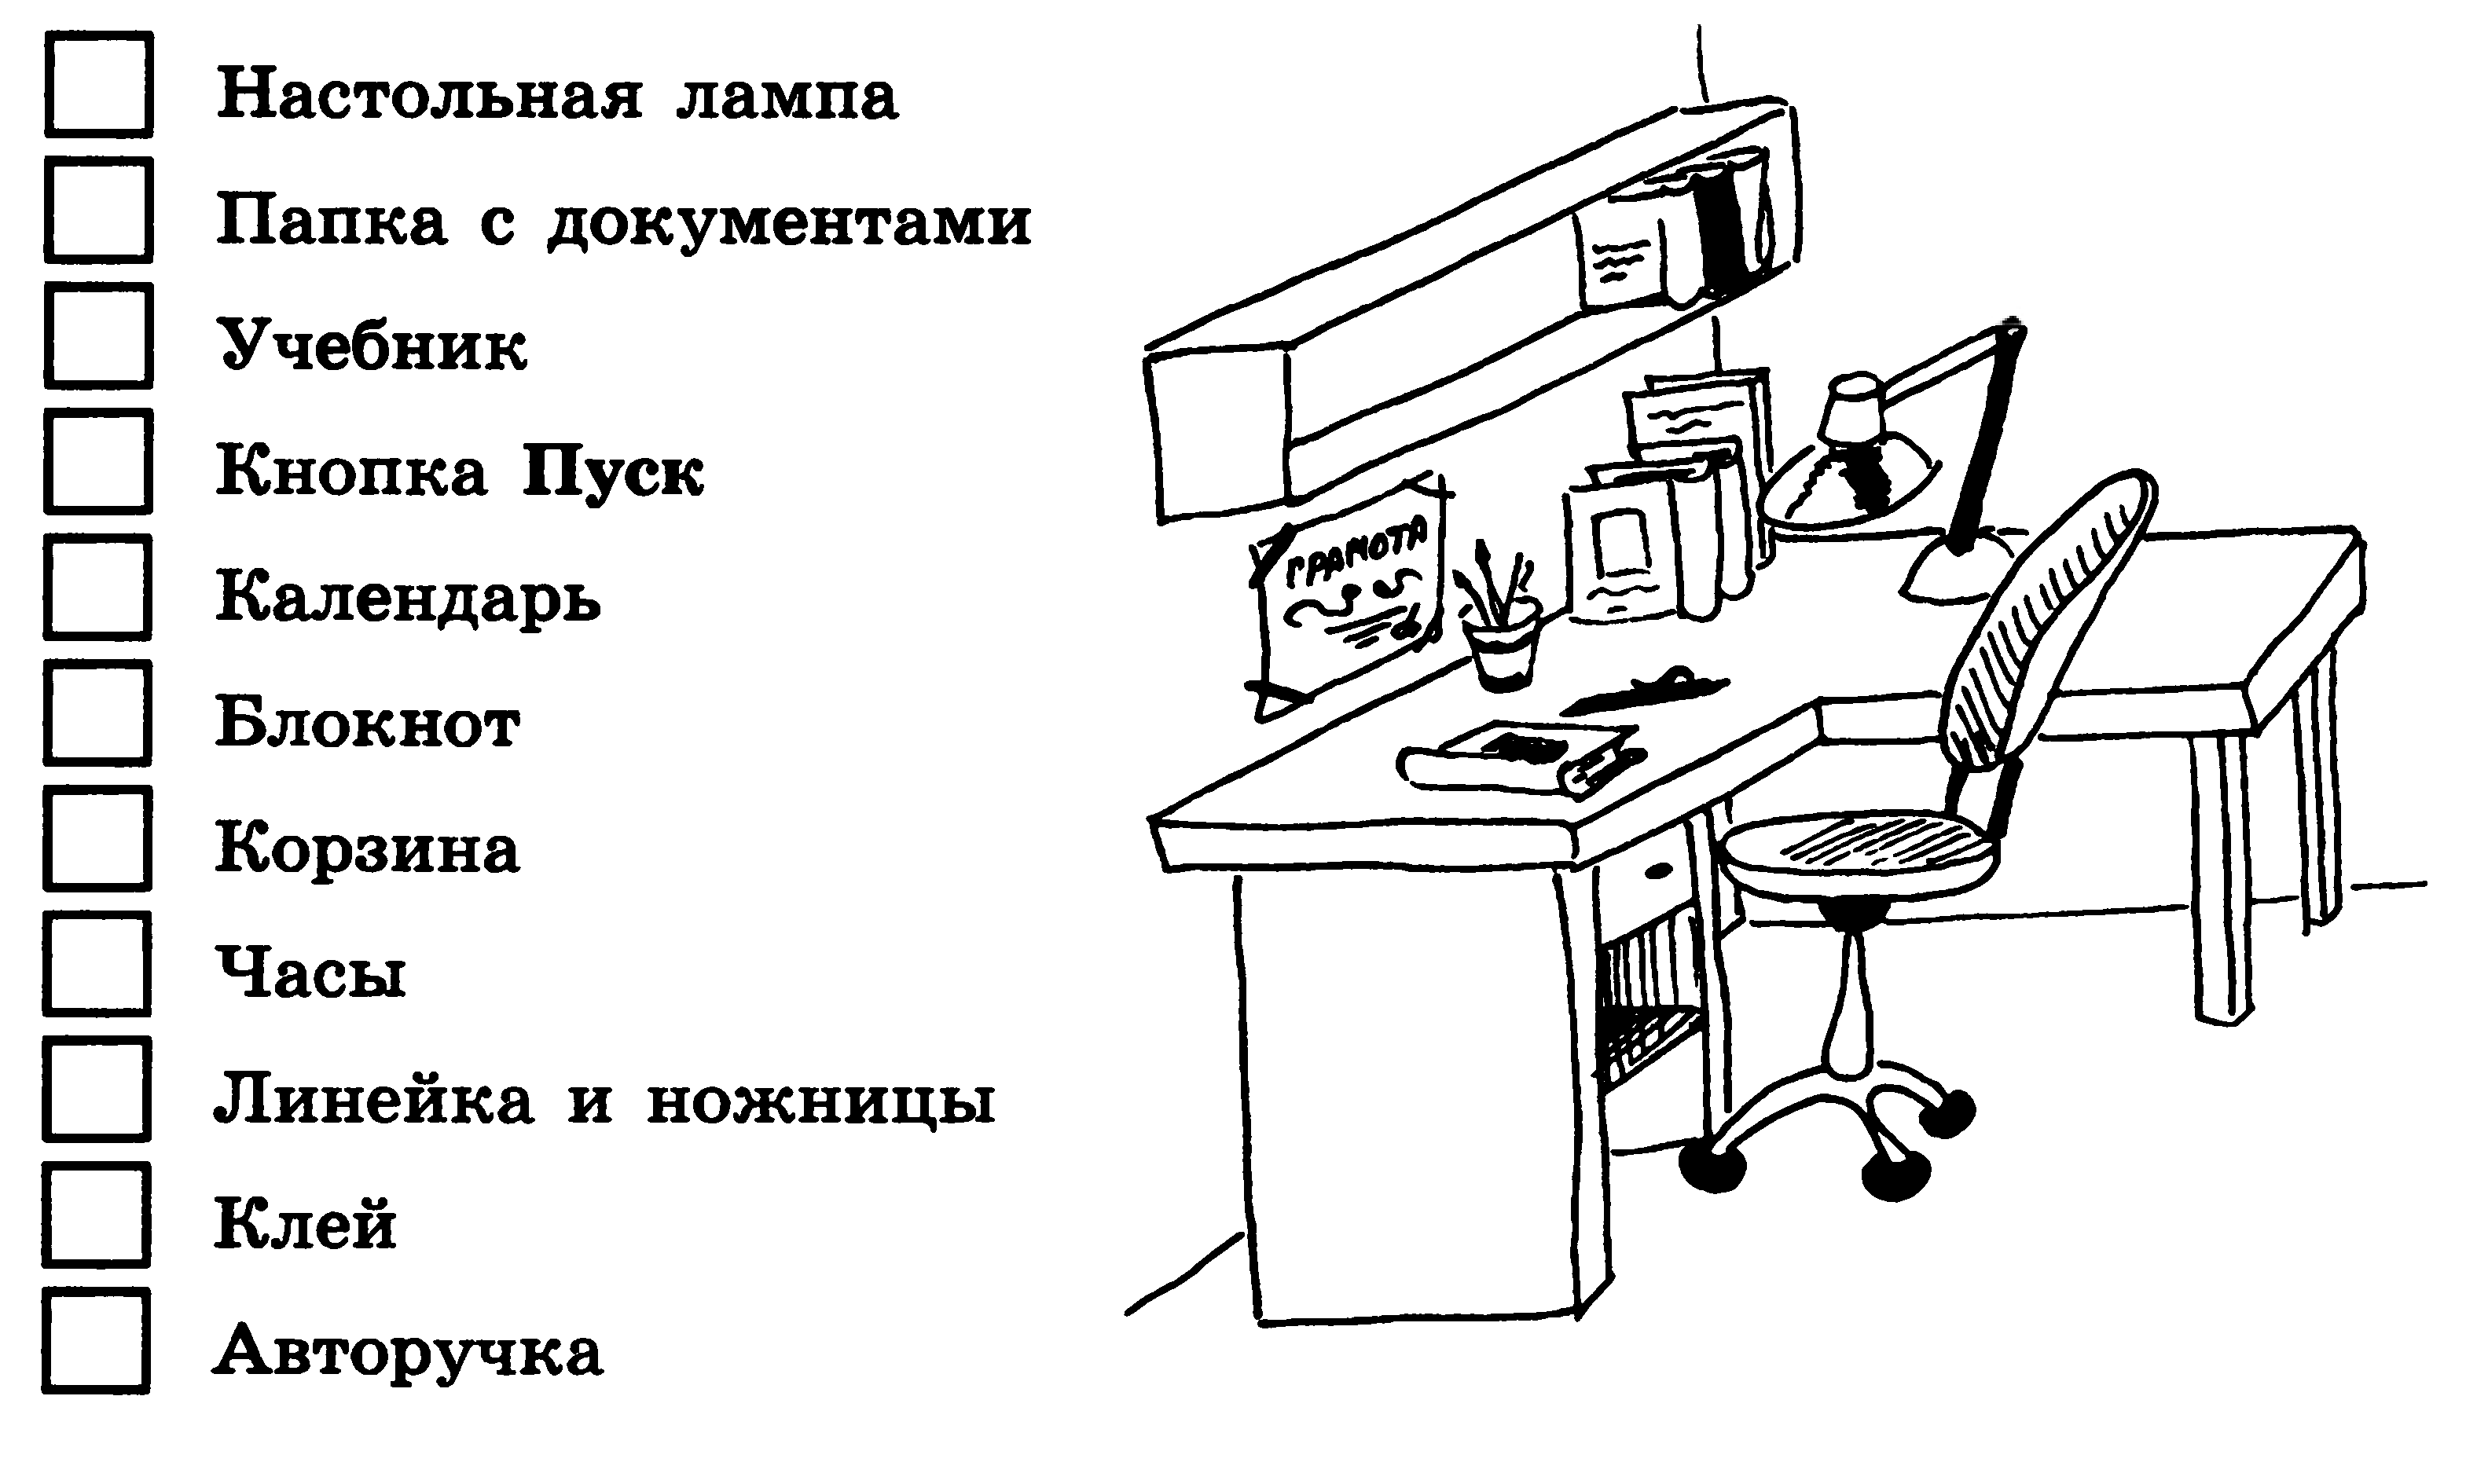 Настольная лампа
Папка с документами
Учебник
Кнопка Пуск
Календарь
Блокнот
Корзина
Часы
Линейка и ножницы
Клей
Авторучка
ГРАМОТА